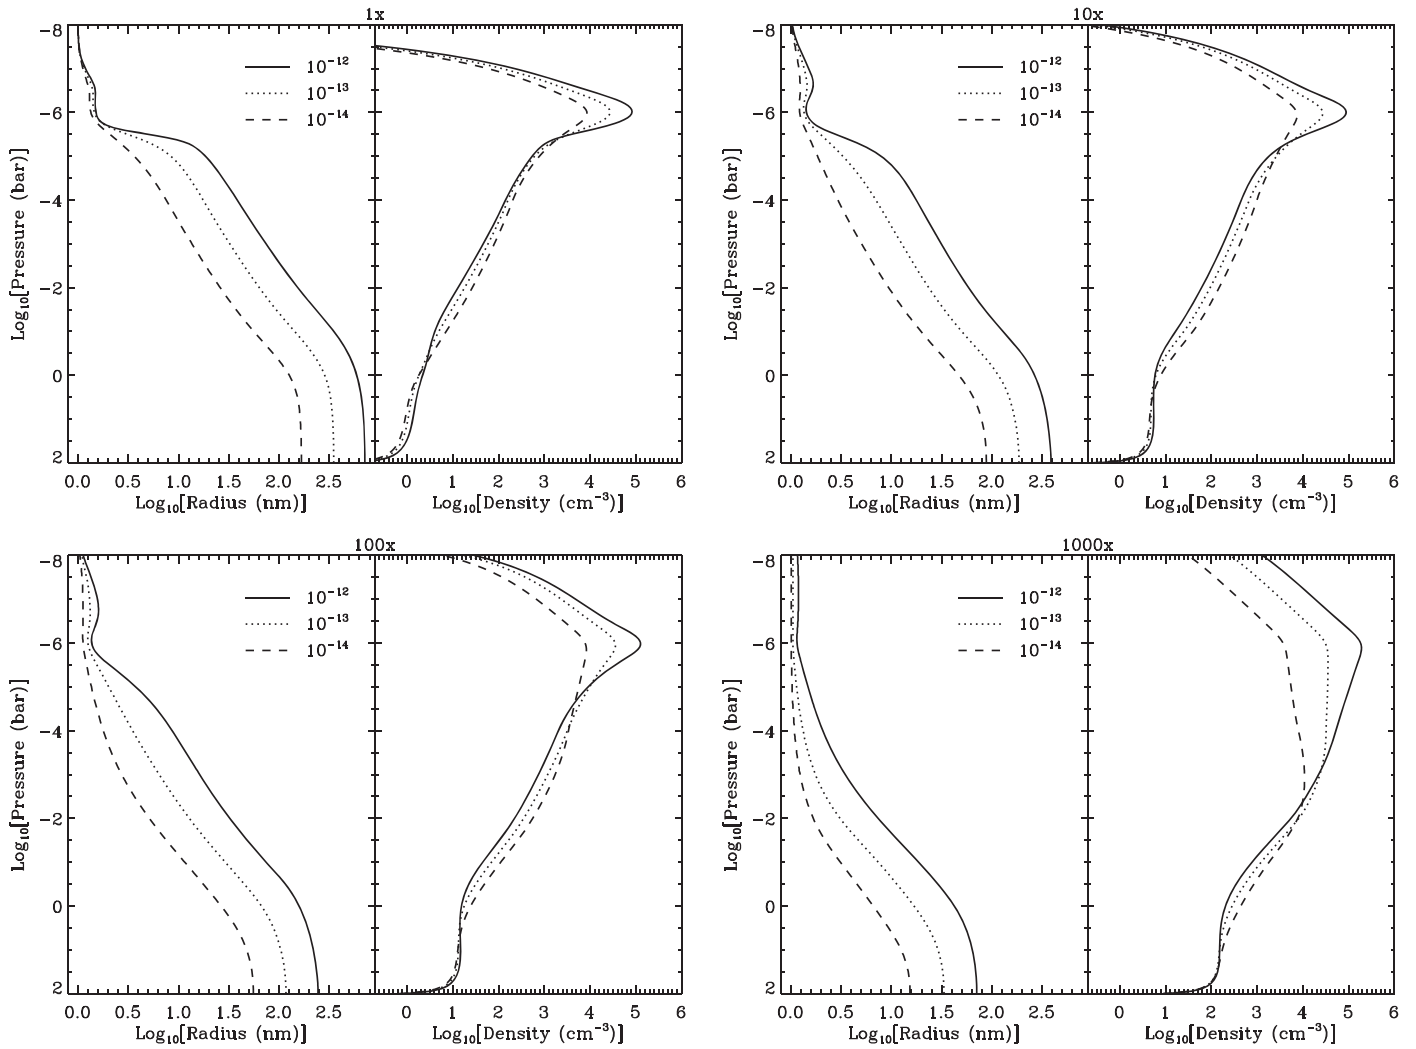 1x
10x
-8
-6
-4
-2
0
2
Log10[Pressure (bar)]
10-12
10-13
10-14
0.0 0.5 1.0 1.5 2.0 2.5
Log10[Radius (nm)]
0 1 2 3 4 5 6
Log10[Density (cm-3)]
-8
-6
-4
-2
0
2
Log10[Pressure (bar)]
10-12
10-13
10-14
0.0 0.5 1.0 1.5 2.0 2.5
Log10[Radius (nm)]
0 1 2 3 4 5 6
Log10[Density (cm-3)]
100x
1000x
-8
-6
-4
-2
0
2
Log10[Pressure (bar)]
10-12
10-13
10-14
0.0 0.5 1.0 1.5 2.0 2.5
Log10[Radius (nm)]
0 1 2 3 4 5 6
Log10[Density (cm-3)]
-8
-6
-4
-2
0
2
Log10[Pressure (bar)]
10-12
10-13
10-14
0.0 0.5 1.0 1.5 2.0 2.5
Log10[Radius (nm)]
0 1 2 3 4 5 6
Log10[Density (cm-3)]